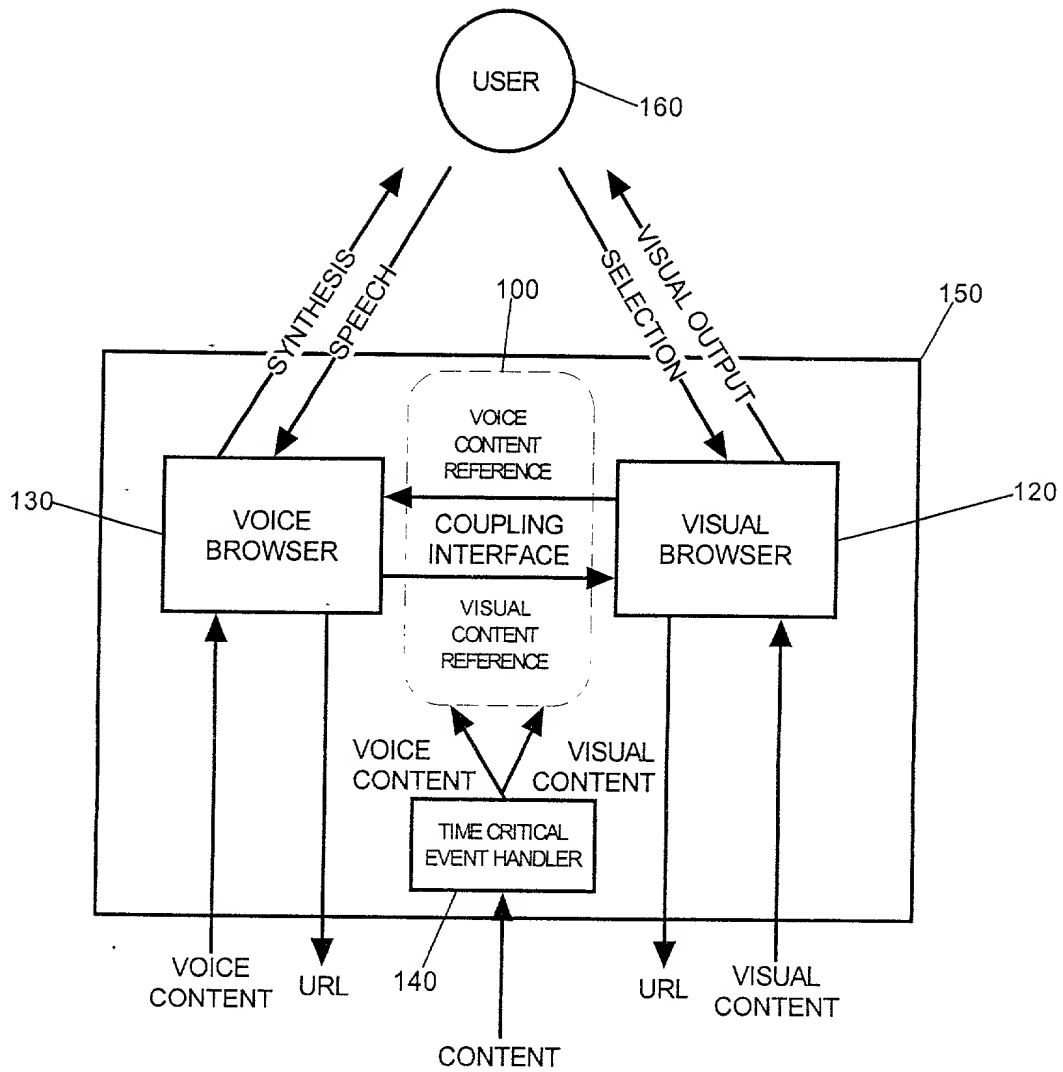 USER
160
SYNTHESIS
SPEECH
SELECTION
VISUAL OUTPUT
100
150
VOICE
CONTENT
REFERENCE
130
VOICE
BROWSER
COUPLING
INTERFACE
VISUAL
BROWSER
120
VISUAL
CONTENT
REFERENCE
VOICE
CONTENT
VISUAL
CONTENT
TIME CRITICAL
EVENT HANDLER
VOICE
CONTENT
URL
140
URL
VISUAL
CONTENT
CONTENT